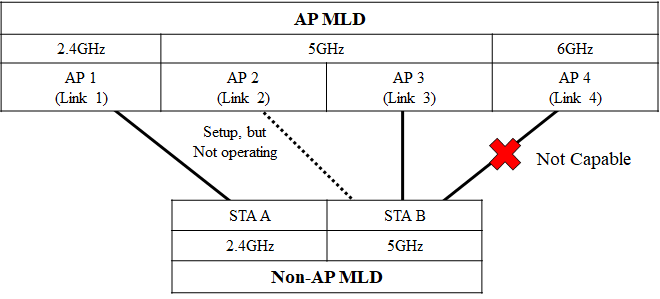 AP MLD
2.4GHz 5GHz 6GHz
AP 1 AP 2 AP 3 AP 4
(Link 1) (Link 2) (Link 3) (Link 4)
Setup, but
Not operating
Not Capable
STA A STA B
2.4GHz 5GHz
Non-AP MLD